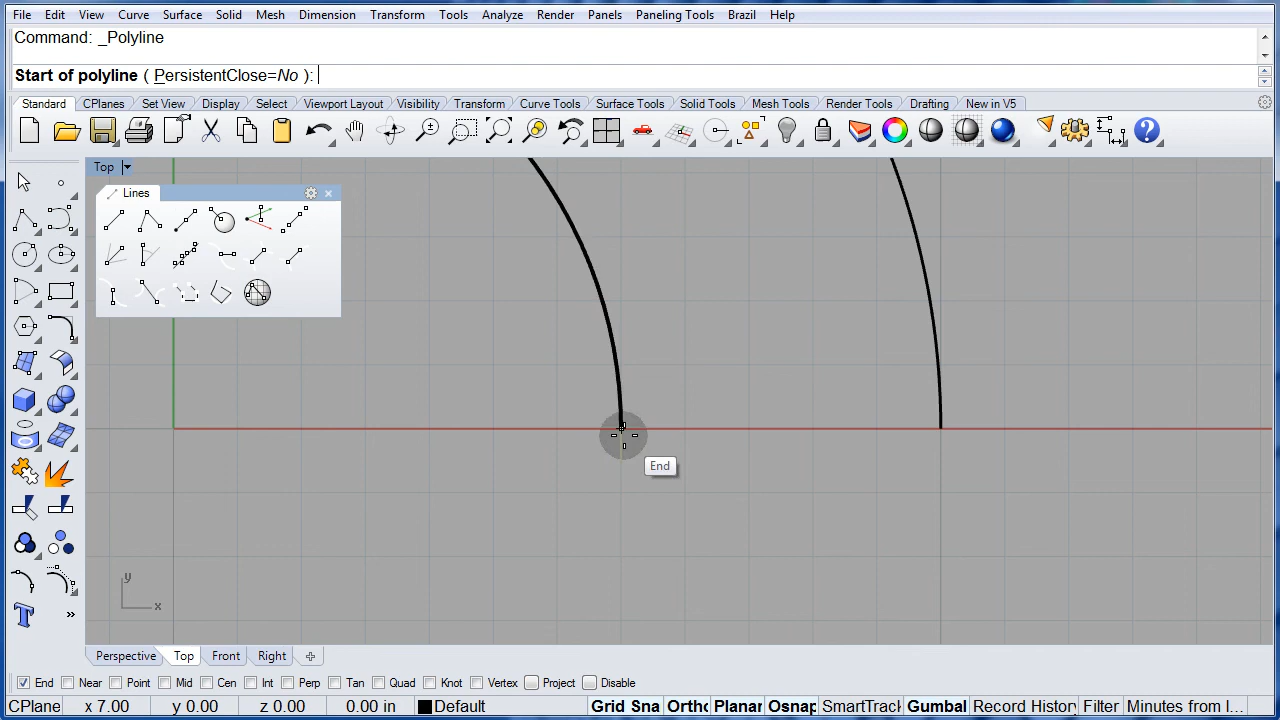 File Edit View Curve Surface Solid Mesh Dimension Transform Tools Analyze Render Panels Paneling Tools Brazil Help
Command: _Polyline
Start of polyline ( PersistentClose=No ):
Standard CPlanes Set View Display Select Viewport Layout Visibility Transform Curve Tools Surface Tools Solid Tools Mesh Tools Render Tools Drafting New in V5
Top
Lines
End
y
x
T »
Perspective Top Front Right
End Near Point Mid Cen Int Perp Tan Quad Knot Vertex Project Disable
CPlane x 7.00 y 0.00 z 0.00 0.00 in Default Grid Sna Ortho Planar Osnap SmartTrack Gumbal Record History Filter Minutes from l...